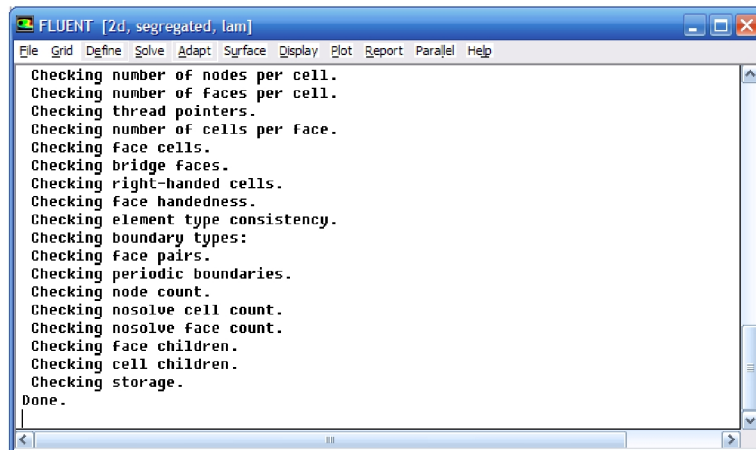 FLUENT [2d, segregated, lam]
File Grid Define Solve Adapt Surface Display Plot Report Parallel Help
Checking number of nodes per cell.
Checking number of faces per cell.
Checking thread pointers.
Checking number of cells per face.
Checking face cells.
Checking bridge faces.
Checking right-handed cells.
Checking face handedness.
Checking element type consistency.
Checking boundary types:
Checking face pairs.
Checking periodic boundaries.
Checking node count.
Checking nosolve cell count.
Checking nosolve face count.
Checking face children.
Checking cell children.
Checking storage.
Done.